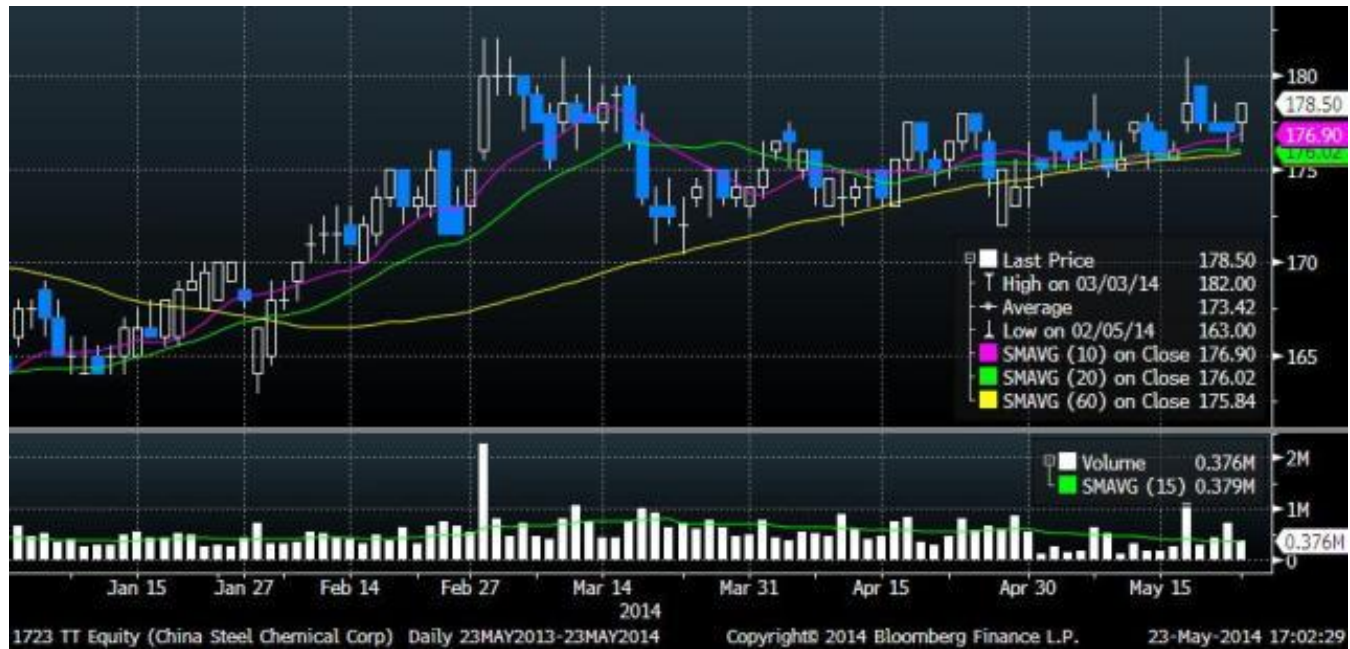 180
178.50
176.90
176.02
175
170
165
Last Price 178.50
High on 03/03/14 182.00
Average 173.42
Low on 02/05/14 163.00
SMAVG (10) on Close 176.90
SMAVG (20) on Close 176.02
SMAVG (60) on Close 175.84
Volume 0.376M
SMAVG (15) 0.379M
2M
1M
0.376M
0
Jan 15 Jan 27 Feb 14 Feb 27 Mar 14 Mar 31 Apr 15 Apr 30 May 15
2014
1723 TT Equity (China Steel Chemical Corp) Daily 23MAY2013-23MAY2014 Copyright© 2014 Bloomberg Finance L.P. 23-May-2014 17:02:29